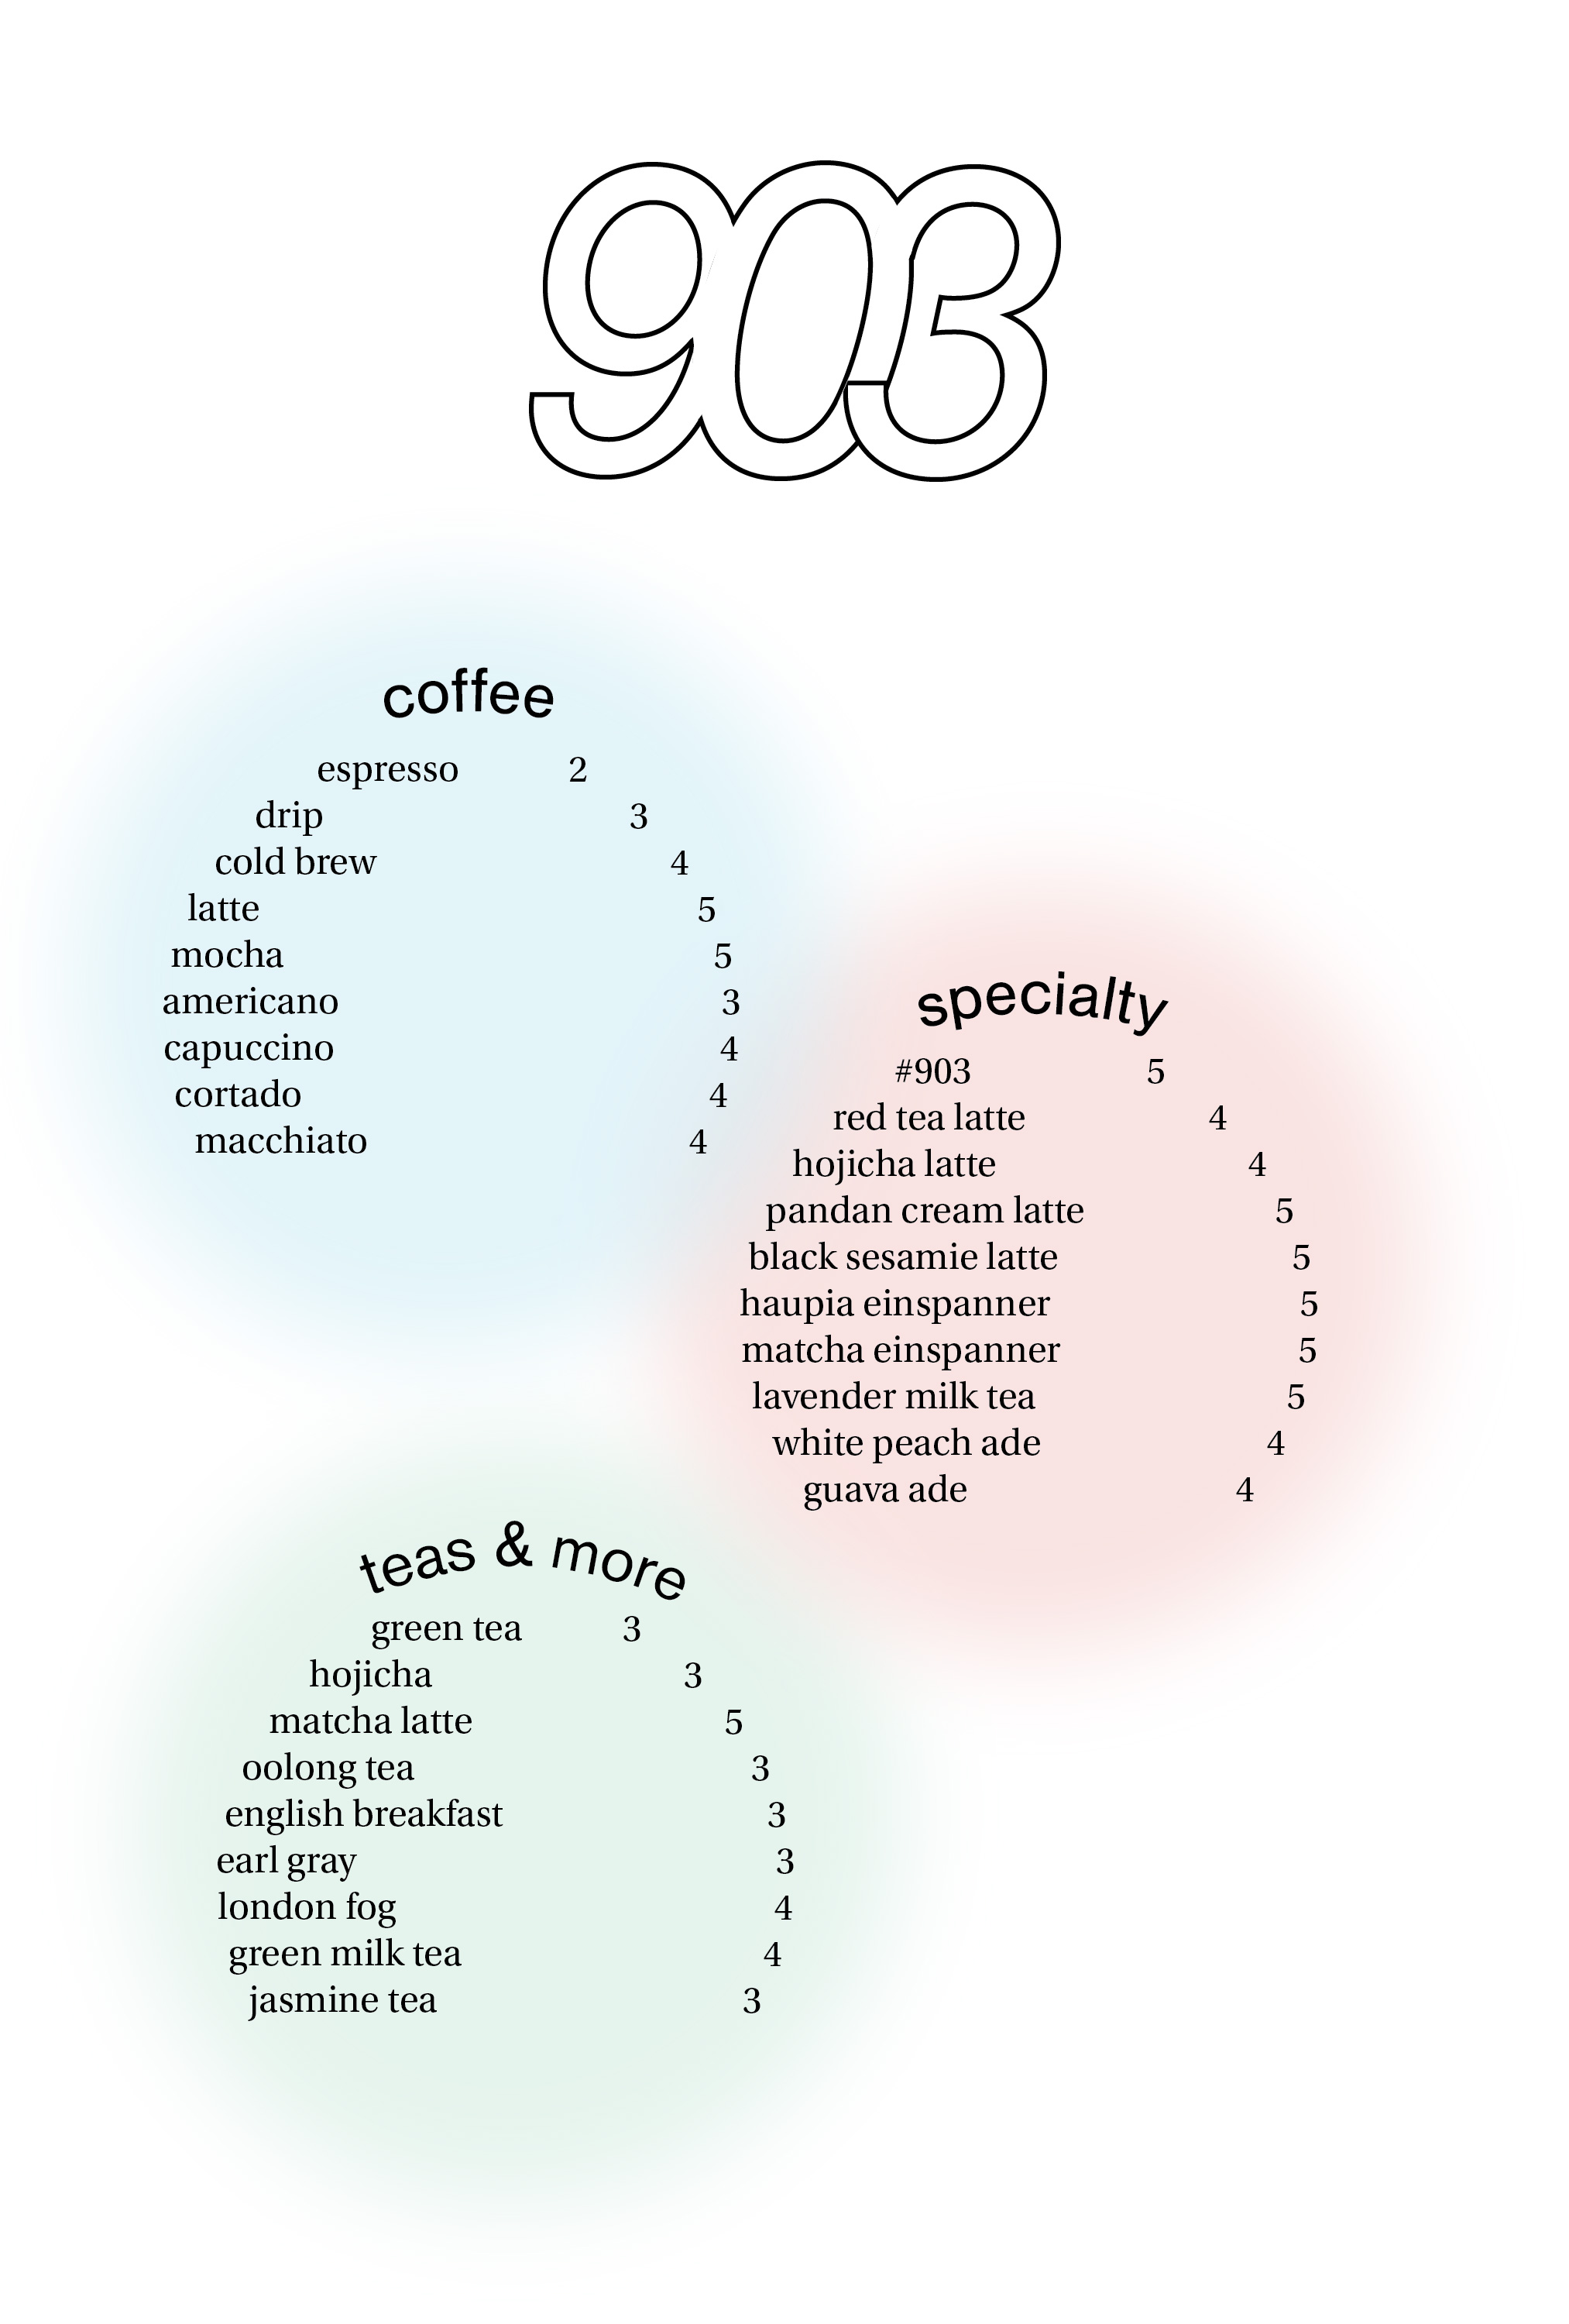 903
coffee
espresso 2
drip 3
cold brew 4
latte 5
mocha 5
americano 3
capuccino 4
cortado 4
macchiato 4
specialty
#903 5
red tea latte 4
hojicha latte 4
pandan cream latte 5
black sesamie latte 5
haupia einspanner 5
matcha einspanner 5
lavender milk tea 5
white peach ade 4
guava ade 4
teas & more
green tea 3
hojicha 3
matcha latte 5
oolong tea 3
english breakfast 3
earl gray 3
london fog 4
green milk tea 4
jasmine tea 3